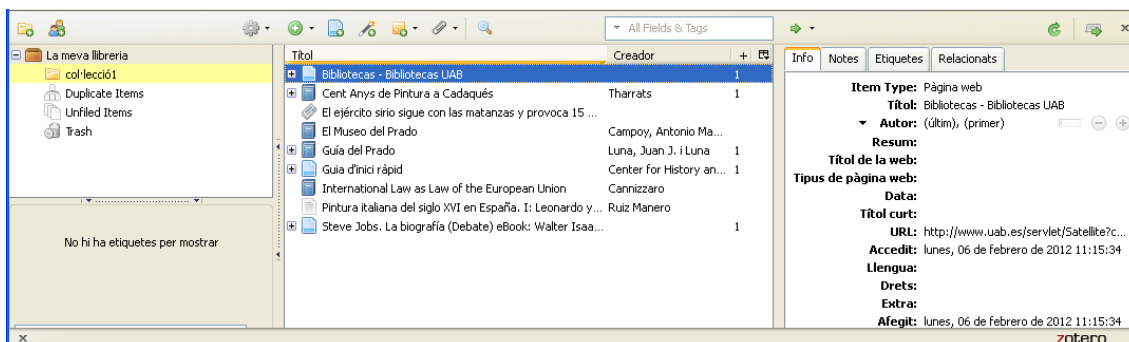 All Fields & Tags
La meva llibreria
col·lecció1
Duplicate Items
Unfiled Items
Trash
No hi ha etiquetes per mostrar
Títol Creador +
Bibliotecas - Bibliotecas UAB 1
Cent Anys de Pintura a Cadaqués Tharrats 1
El ejército sirio sigue con las matanzas y provoca 15 ...
El Museo del Prado Campoy, Antonio Ma...
Guía del Prado Luna, Juan J. i Luna 1
Guia d'inici ràpid Center for History an... 1
International Law as Law of the European Union Cannizzaro
Pintura italiana del siglo XVI en España. I: Leonardo y... Ruiz Manero
Steve Jobs. La biografía (Debate) eBook: Walter Isaa... 1
Info Notes Etiquetes Relacionats
Item Type: Pàgina web
Títol: Bibliotecas - Bibliotecas UAB
Autor: (últim), (primer)
Resum:
Títol de la web:
Tipus de pàgina web:
Data:
Títol curt:
URL: http://www.uab.es/servlet/Satellite?c...
Accedit: lunes, 06 de febrero de 2012 11:15:34
Llengua:
Drets:
Extra:
Afegit: lunes, 06 de febrero de 2012 11:15:34
zotero